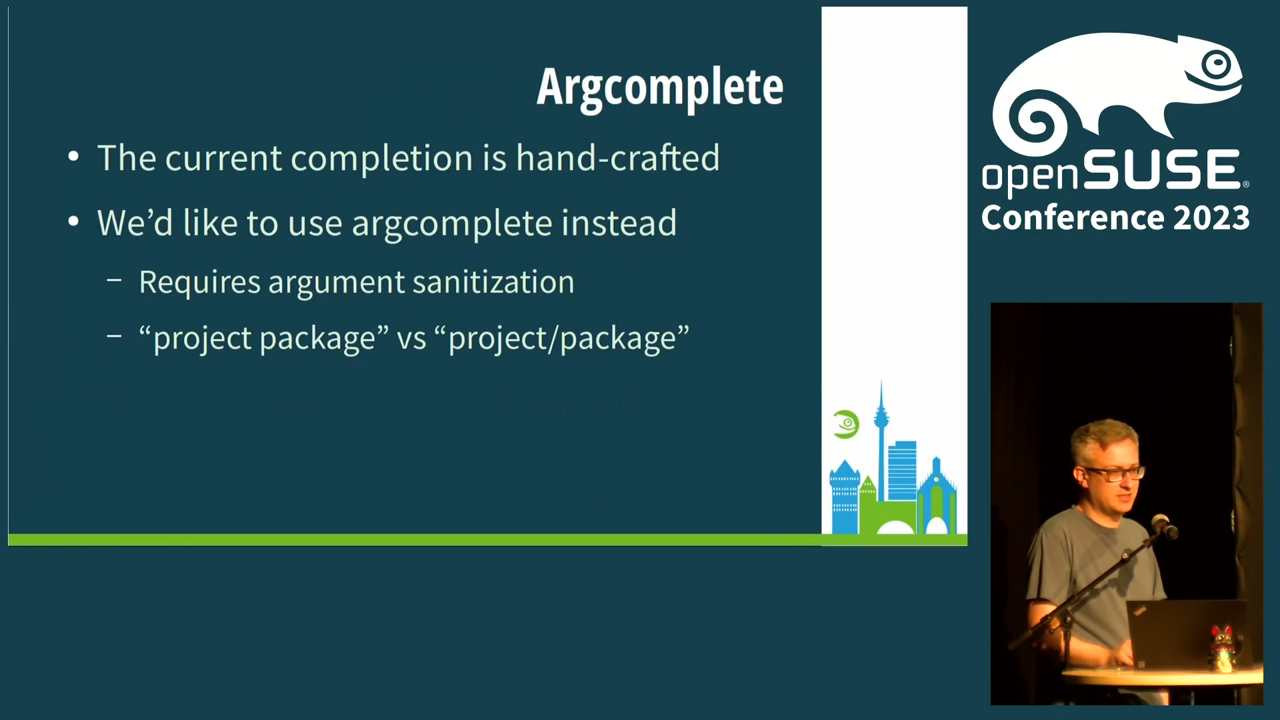 Argcomplete
• The current completion is hand-crafted
• We’d like to use argcomplete instead
– Requires argument sanitization
– “project package” vs “project/package”
openSUSE®
Conference 2023